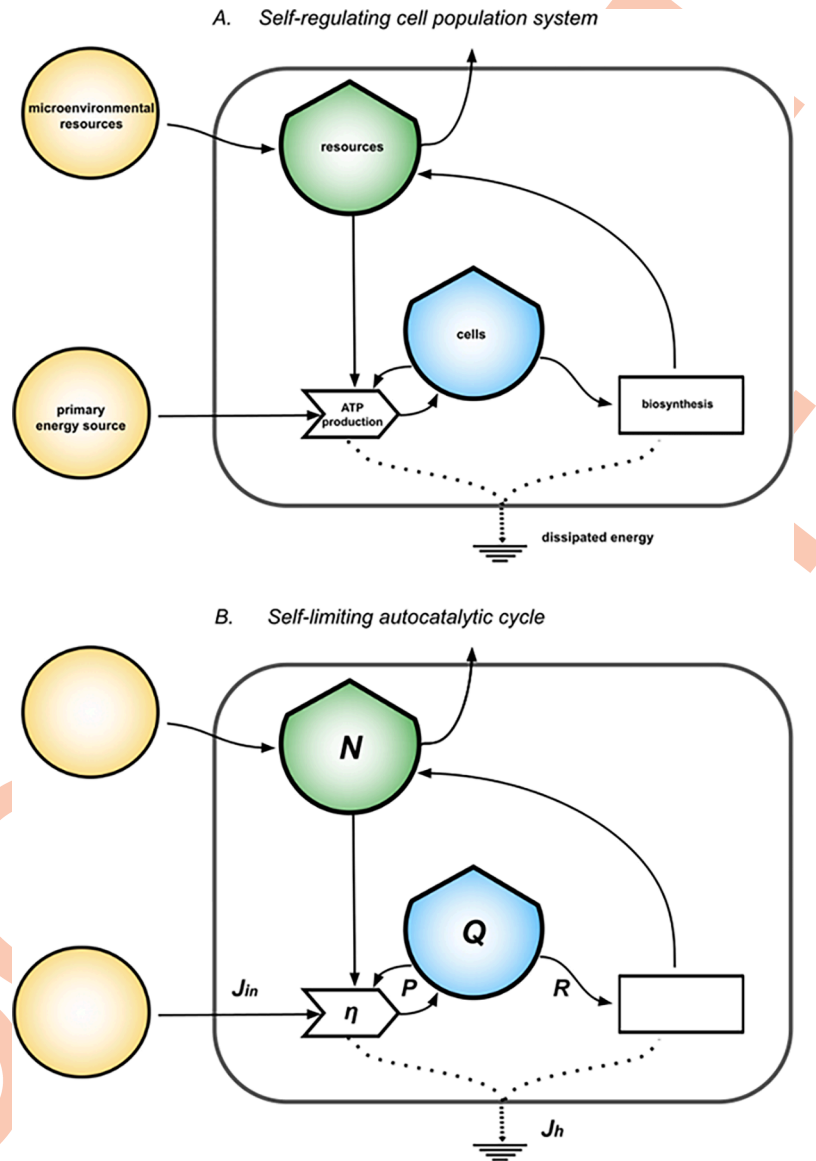 A. Self-regulating cell population system
microenvironmental
resources
resources
cells
primary
energy source
ATP
production
biosynthesis
dissipated energy
B. Self-limiting autocatalytic cycle
N
Q
Jin
P
R
η
Jh